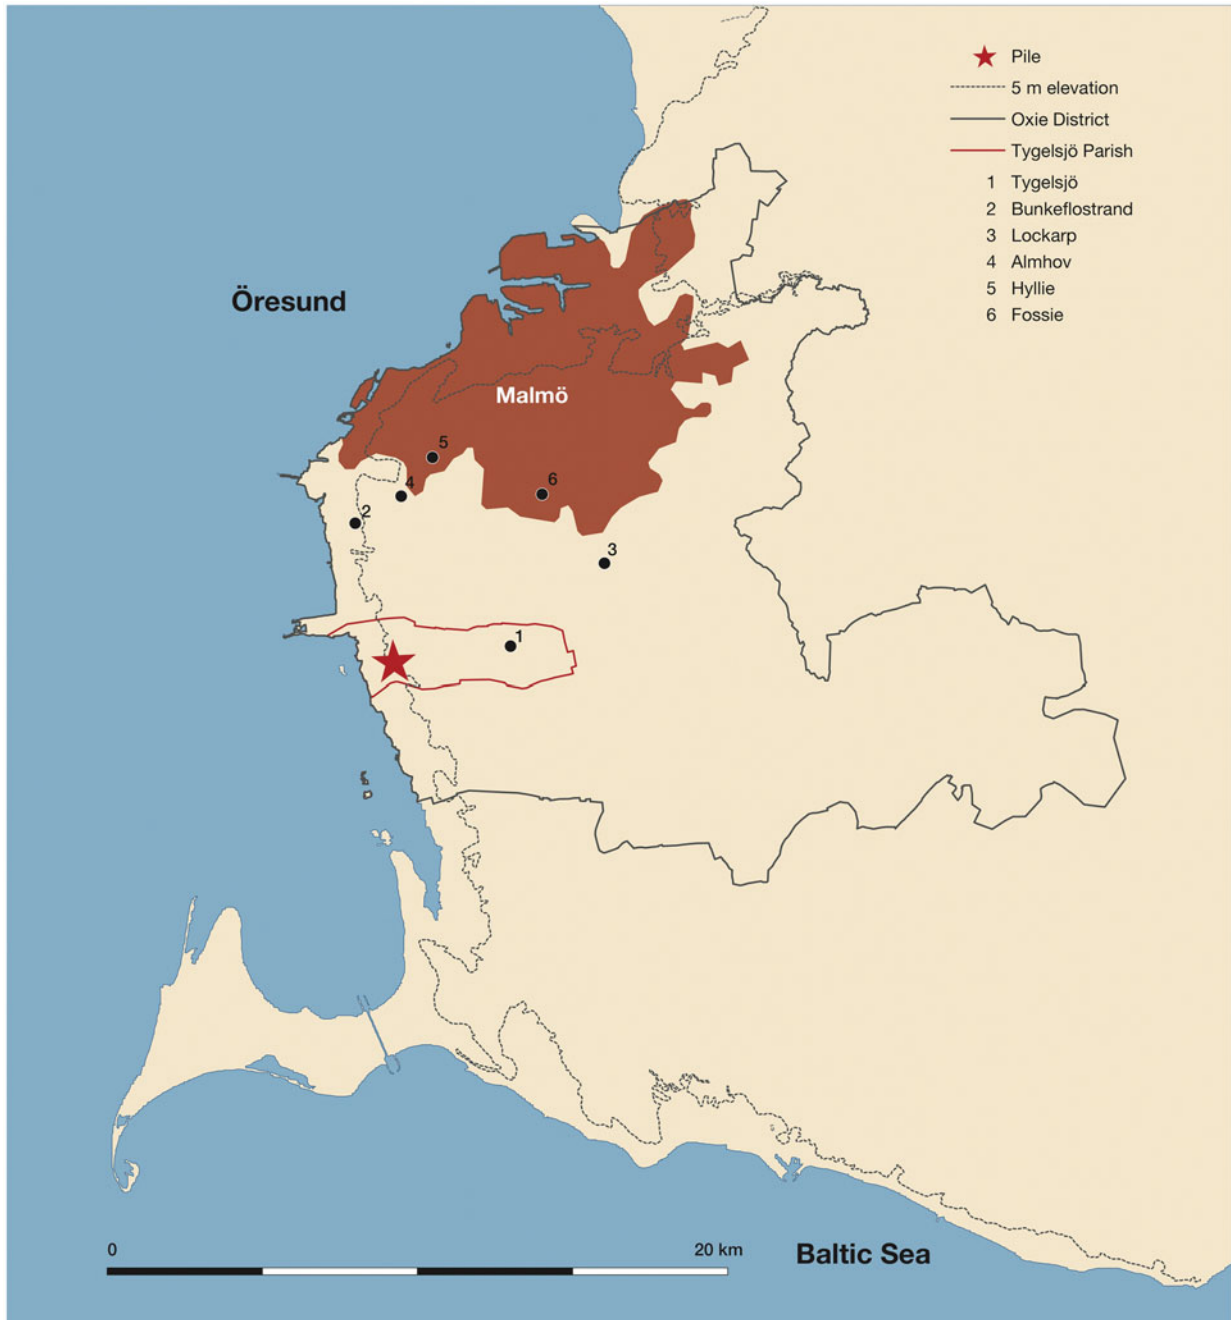 Pile
5 m elevation
Oxie District
Tygelsjö Parish
1 Tygelsjö
2 Bunkeflostrand
3 Lockarp
4 Almhov
5 Hyllie
6 Fossie
Öresund
Malmö
5
4
6
2
3
1
0 20 km
Baltic Sea